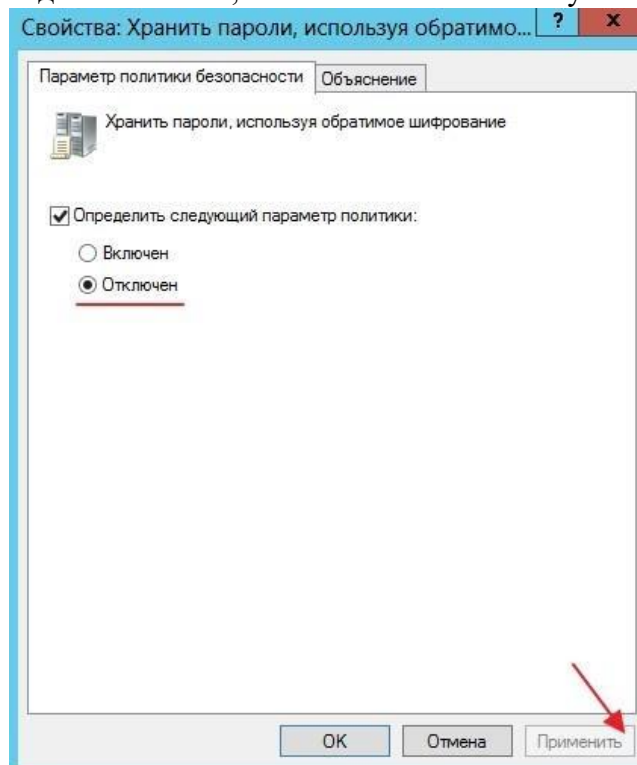 Свойства: Хранить пароли, используя обратимо... ? x
Параметр политики безопасности Объяснение
Хранить пароли, используя обратимое шифрование
Определить следующий параметр политики:
Включен
Отключен
OK Отмена Применить